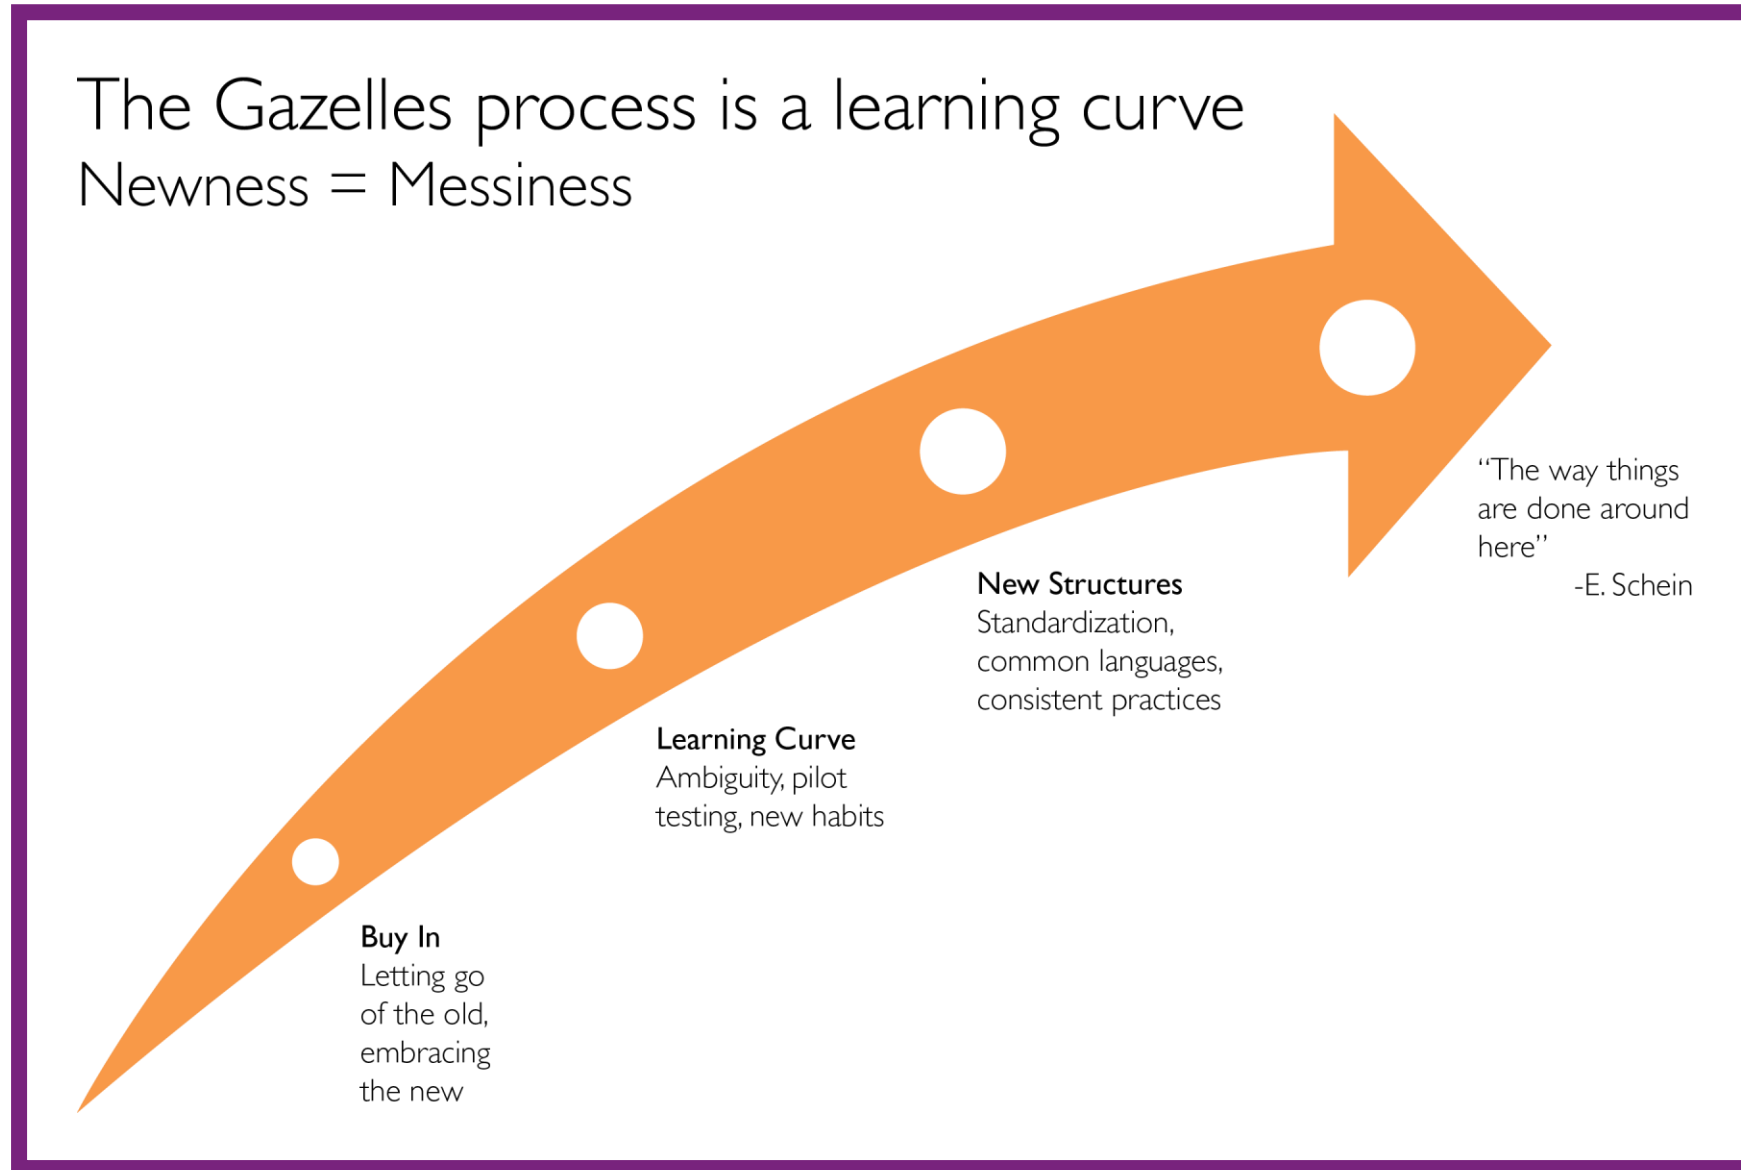 The Gazelles process is a learning curve
Newness = Messiness
“The way things
are done around
here”
-E. Schein
New Structures
Standardization,
common languages,
consistent practices
Learning Curve
Ambiguity, pilot
testing, new habits
Buy In
Letting go
of the old,
embracing
the new